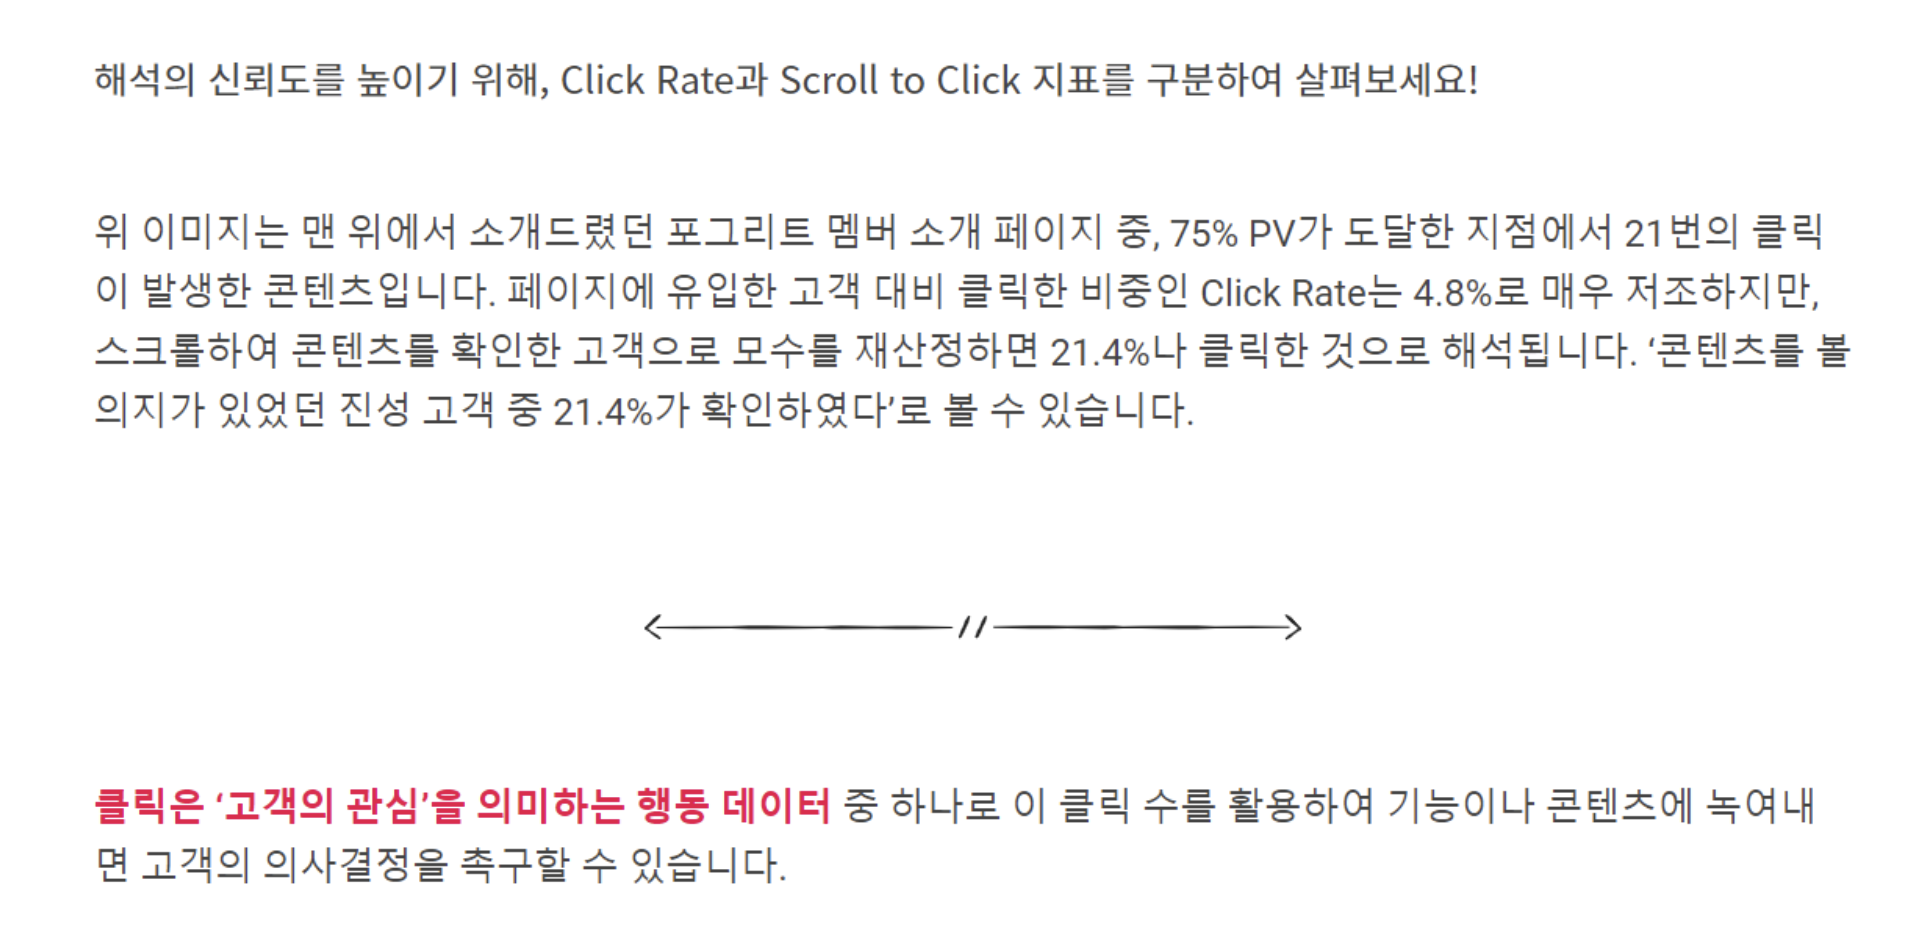 해석의 신뢰도를 높이기 위해, Click Rate과 Scroll to Click 지표를 구분하여 살펴보세요!
위 이미지는 맨 위에서 소개드렸던 포그리트 멤버 소개 페이지 중, 75% PV가 도달한 지점에서 21번의 클릭
이 발생한 콘텐츠입니다. 페이지에 유입한 고객 대비 클릭한 비중인 Click Rate는 4.8%로 매우 저조하지만,
스크롤하여 콘텐츠를 확인한 고객으로 모수를 재산정하면 21.4%나 클릭한 것으로 해석됩니다. ‘콘텐츠를 볼
의지가 있었던 진성 고객 중 21.4%가 확인하였다’로 볼 수 있습니다.
클릭은 ‘고객의 관심’을 의미하는 행동 데이터 중 하나로 이 클릭 수를 활용하여 기능이나 콘텐츠에 녹여내
면 고객의 의사결정을 촉구할 수 있습니다.